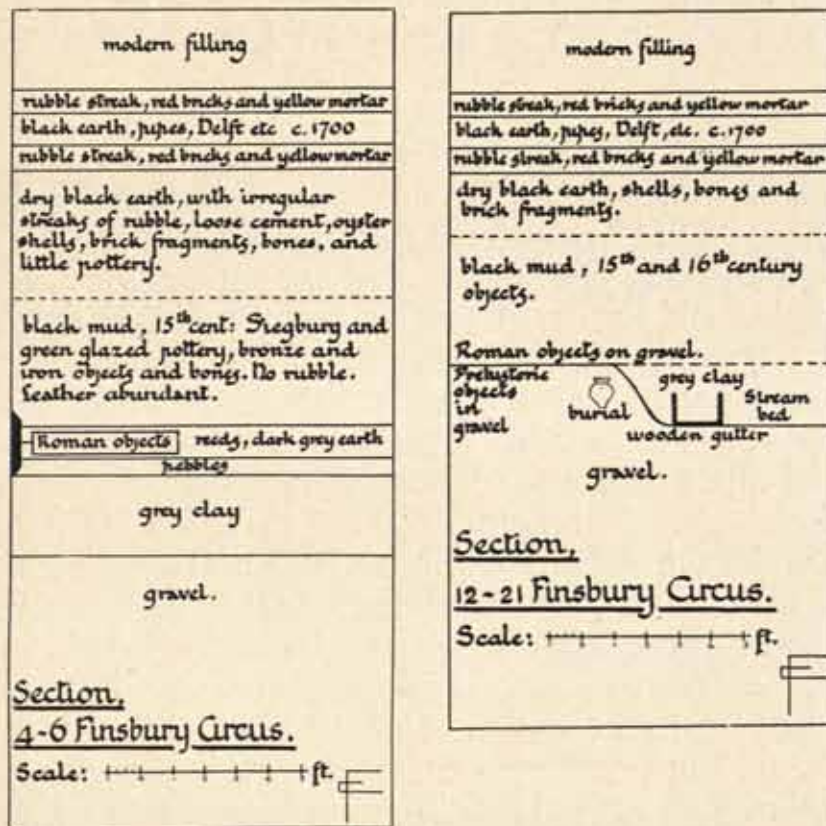 modern filling
rubble streak, red bricks and yellow mortar
black earth, pipes, Delft etc c. 1700
rubble streak, red bricks and yellow mortar
dry black earth, with irregular
streaks of rubble, loose cement, oyster
shells, brick fragments, bones, and
little pottery.
black mud, 15th cent: Siegburg and
green glazed pottery, bronze and
iron objects and bones. No rubble.
Leather abundant.
Roman objects reeds, dark grey earth
pebbles
grey clay
gravel.
Section,
4-6 Finsbury Circus.
Scale: ft.
modern filling
rubble streak, red bricks and yellow mortar
black earth, pipes, Delft, etc. c. 1700
rubble streak, red bricks and yellow mortar
dry black earth, shells, bones and
brick fragments.
black mud, 15th and 16th century
objects.
Roman objects on gravel.
Prehistoric
objects
in
gravel
burial
grey clay
Stream
bed
wooden gutter
gravel.
Section,
12-21 Finsbury Circus.
Scale: ft.